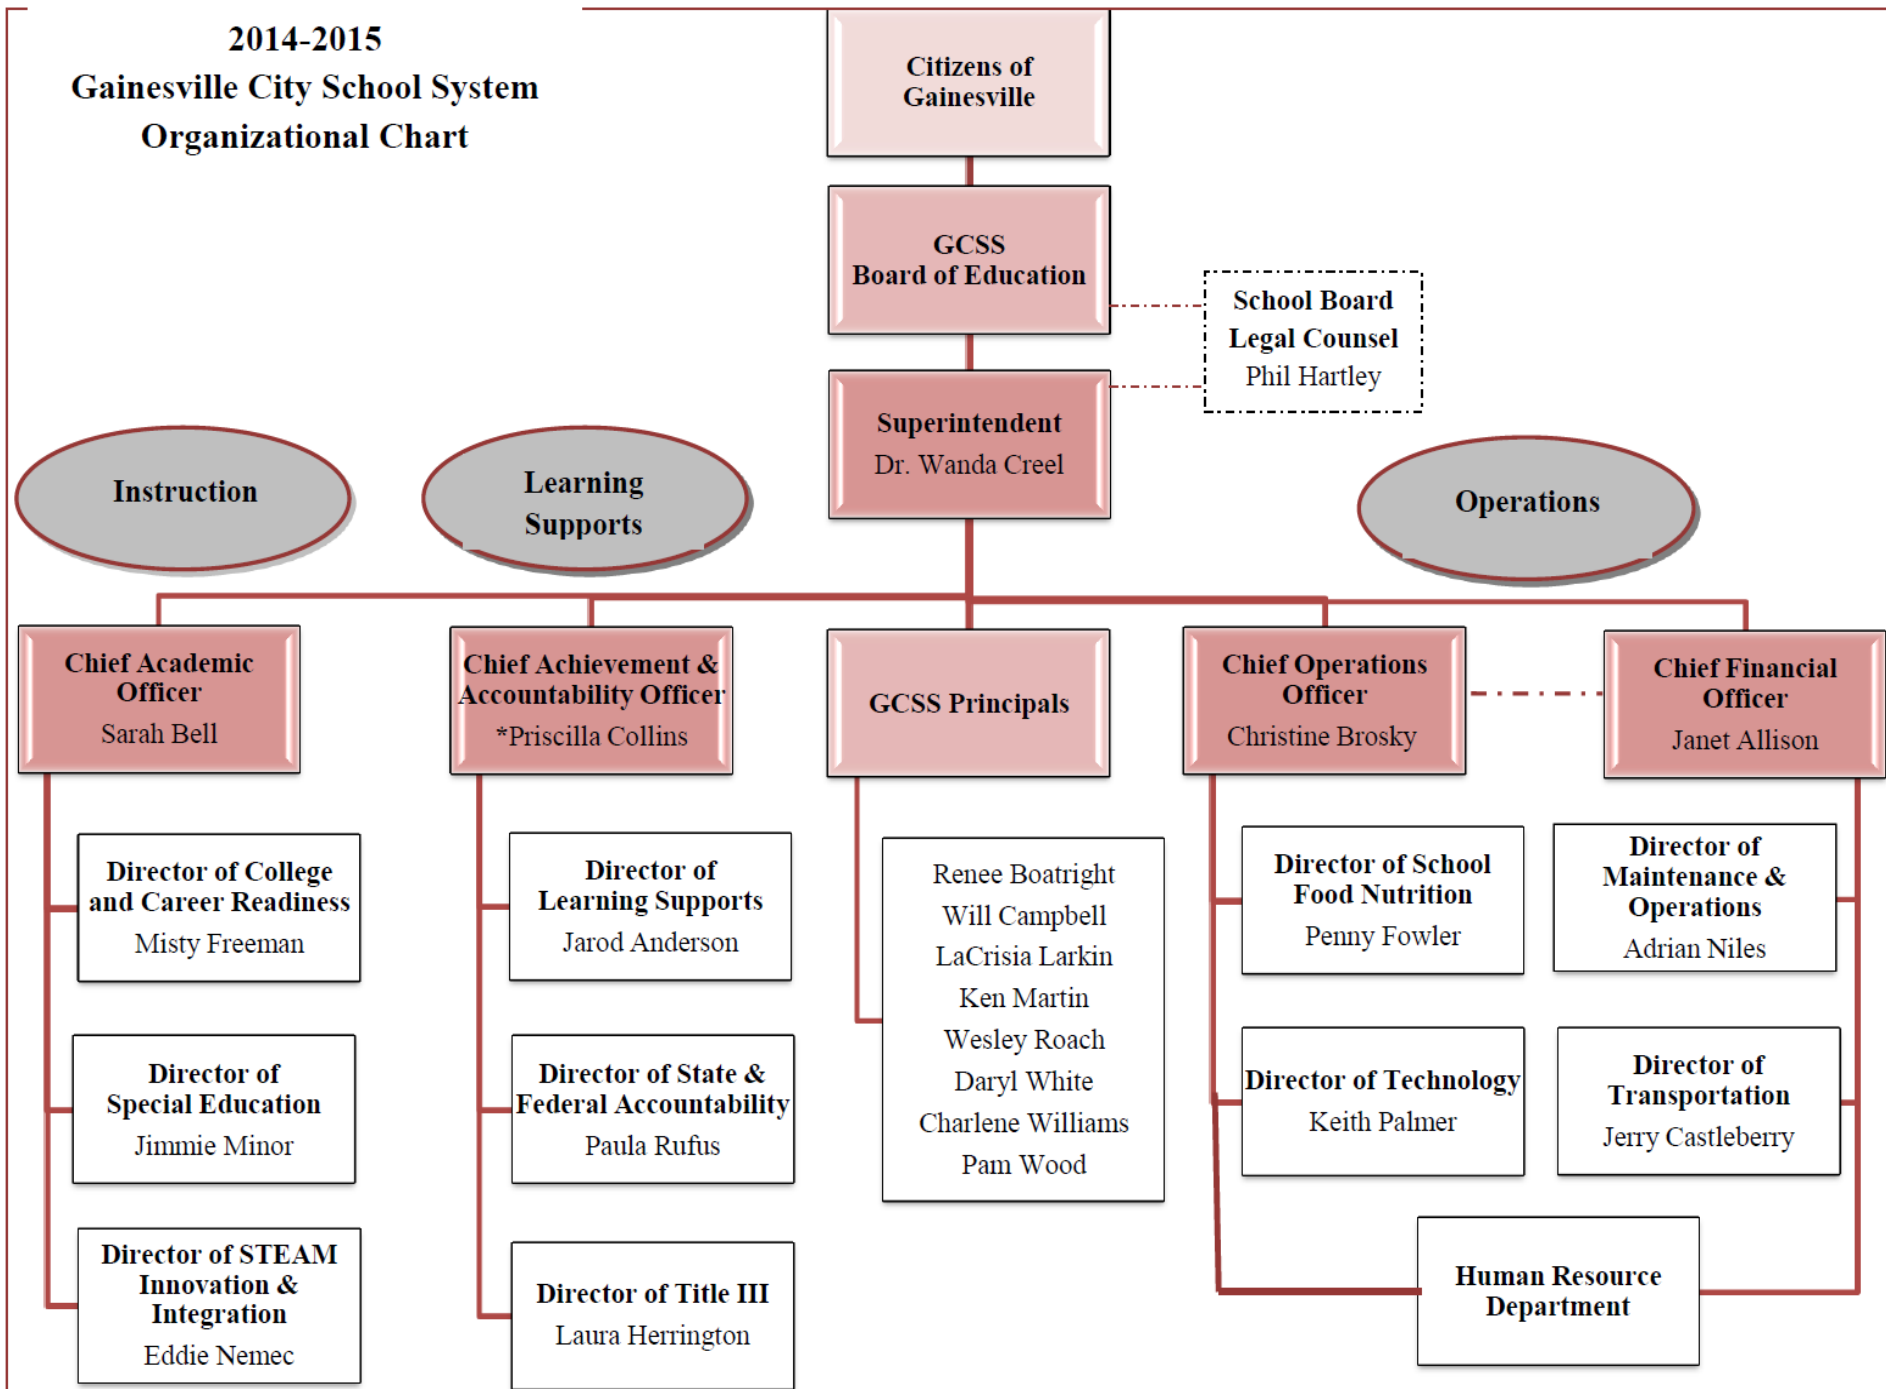 2014-2015
Gainesville City School System
Organizational Chart
Citizens of
Gainesville
GCSS
Board of Education
School Board
Legal Counsel
Phil Hartley
Superintendent
Dr. Wanda Creel
Instruction
Learning
Supports
Operations
Chief Academic
Officer
Sarah Bell
Chief Achievement &
Accountability Officer
*Priscilla Collins
GCSS Principals
Chief Operations
Officer
Christine Brosky
Chief Financial
Officer
Janet Allison
Director of College
and Career Readiness
Misty Freeman
Director of
Special Education
Jimmie Minor
Director of STEAM
Innovation &
Integration
Eddie Nemec
Director of
Learning Supports
Jarod Anderson
Director of State &
Federal Accountability
Paula Rufus
Director of Title III
Laura Herrington
Renee Boatright
Will Campbell
LaCrisia Larkin
Ken Martin
Wesley Roach
Daryl White
Charlene Williams
Pam Wood
Director of School
Food Nutrition
Penny Fowler
Director of Technology
Keith Palmer
Director of
Maintenance &
Operations
Adrian Niles
Director of
Transportation
Jerry Castleberry
Human Resource
Department